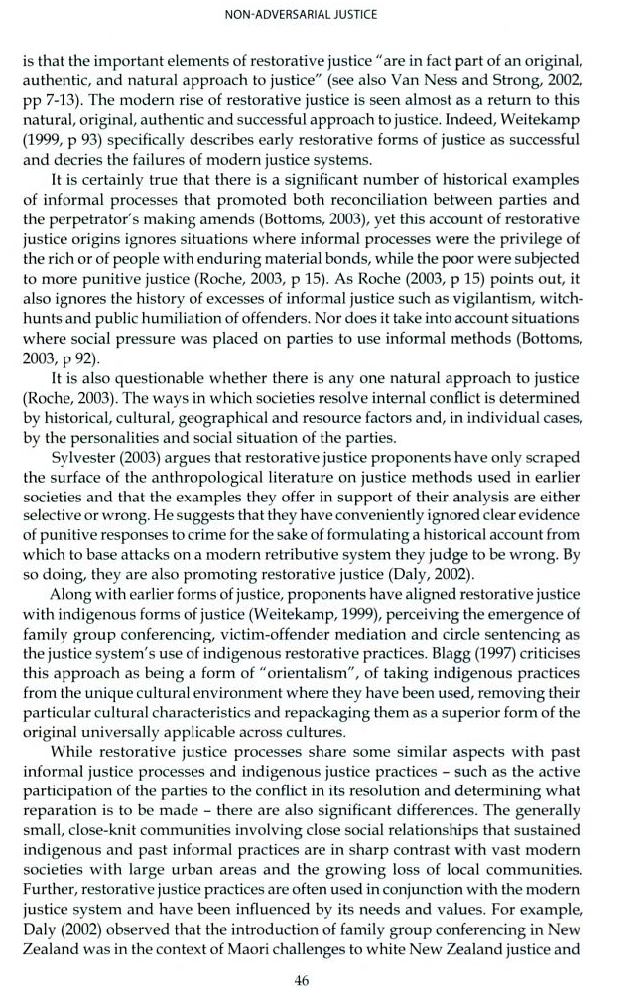 NON-ADVERSARIAL JUSTICE
is that the important elements of restorative justice "are in fact part of an original,
authentic, and natural approach to justice" (see also Van Ness and Strong, 2002,
pp 7-13). The modern rise of restorative justice is seen almost as a return to this
natural, original, authentic and successful approach to justice. Indeed, Weitekamp
(1999, p 93) specifically describes early restorative forms of justice as successful
and decries the failures of modern justice systems.
It is certainly true that there is a significant number of historical examples
of informal processes that promoted both reconciliation between parties and
the perpetrator's making amends (Bottoms, 2003), yet this account of restorative
justice origins ignores situations where informal processes were the privilege of
the rich or of people with enduring material bonds, while the poor were subjected
to more punitive justice (Roche, 2003, p 15). As Roche (2003, p 15) points out, it
also ignores the history of excesses of informal justice such as vigilantism, witch-
hunts and public humiliation of offenders. Nor does it take into account situations
where social pressure was placed on parties to use informal methods (Bottoms,
2003, p 92).
It is also questionable whether there is any one natural approach to justice
(Roche, 2003). The ways in which societies resolve internal conflict is determined
by historical, cultural, geographical and resource factors and, in individual cases,
by the personalities and social situation of the parties.
Sylvester (2003) argues that restorative justice proponents have only scraped
the surface of the anthropological literature on justice methods used in earlier
societies and that the examples they offer in support of their analysis are either
selective or wrong. He suggests that they have conveniently ignored clear evidence
of punitive responses to crime for the sake of formulating a historical account from
which to base attacks on a modern retributive system they judge to be wrong. By
so doing, they are also promoting restorative justice (Daly, 2002).
Along with earlier forms of justice, proponents have aligned restorative justice
with indigenous forms of justice (Weitekamp, 1999), perceiving the emergence of
family group conferencing, victim-offender mediation and circle sentencing as
the justice system's use of indigenous restorative practices. Blagg (1997) criticises
this approach as being a form of "orientalism", of taking indigenous practices
from the unique cultural environment where they have been used, removing their
particular cultural characteristics and repackaging them as a superior form of the
original universally applicable across cultures.
While restorative justice processes share some similar aspects with past
informal justice processes and indigenous justice practices – such as the active
participation of the parties to the conflict in its resolution and determining what
reparation is to be made – there are also significant differences. The generally
small, close-knit communities involving close social relationships that sustained
indigenous and past informal practices are in sharp contrast with vast modern
societies with large urban areas and the growing loss of local communities.
Further, restorative justice practices are often used in conjunction with the modern
justice system and have been influenced by its needs and values. For example,
Daly (2002) observed that the introduction of family group conferencing in New
Zealand was in the context of Maori challenges to white New Zealand justice and
46